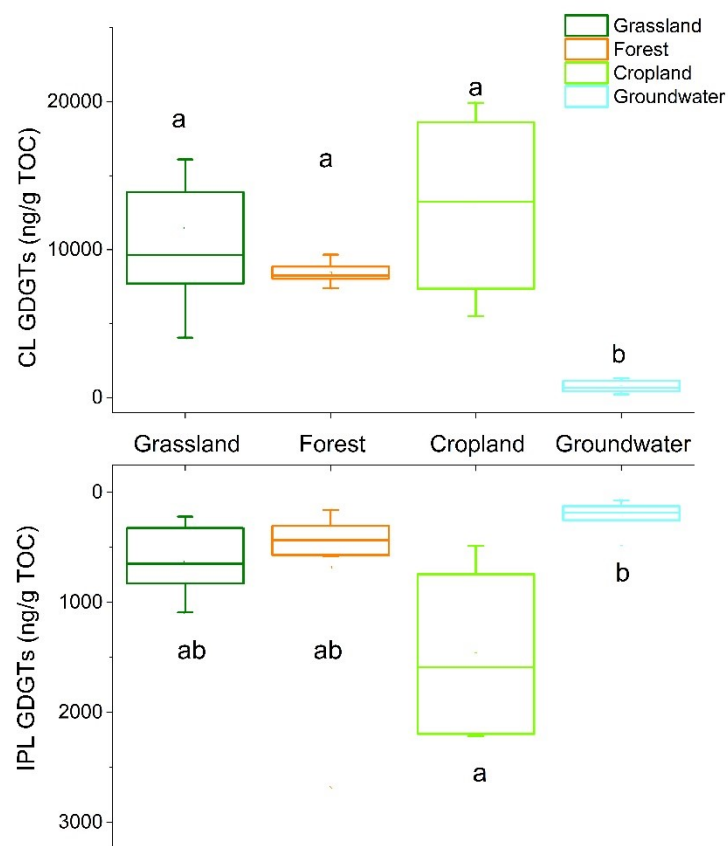 Grassland
Forest
Cropland
Groundwater
CL GDGTs (ng/g TOC)
20000
10000
0
a
a
a
b
Grassland Forest Cropland Groundwater
IPL GDGTs (ng/g TOC)
0
1000
2000
3000
ab
ab
a
b